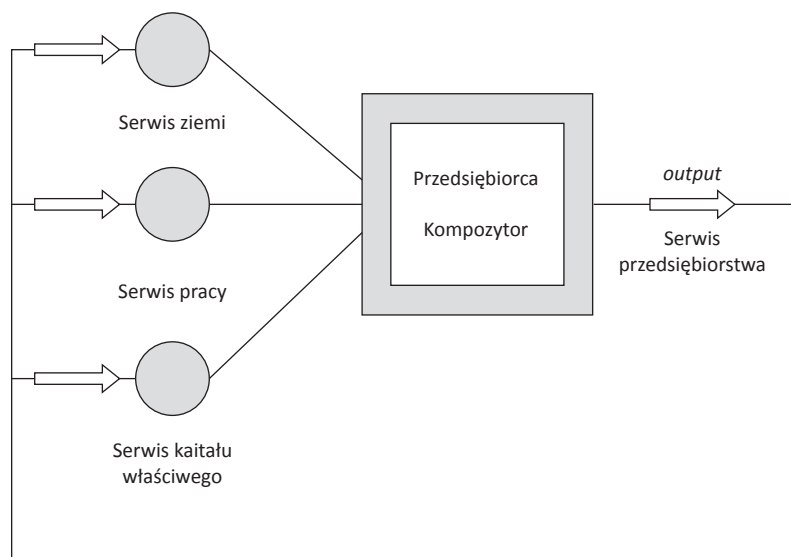 Serwis ziemi
Serwis pracy
Serwis kaitału
właściwego
Przedsiębiorca
Kompozytor
output
Serwis
przedsiębiorstwa